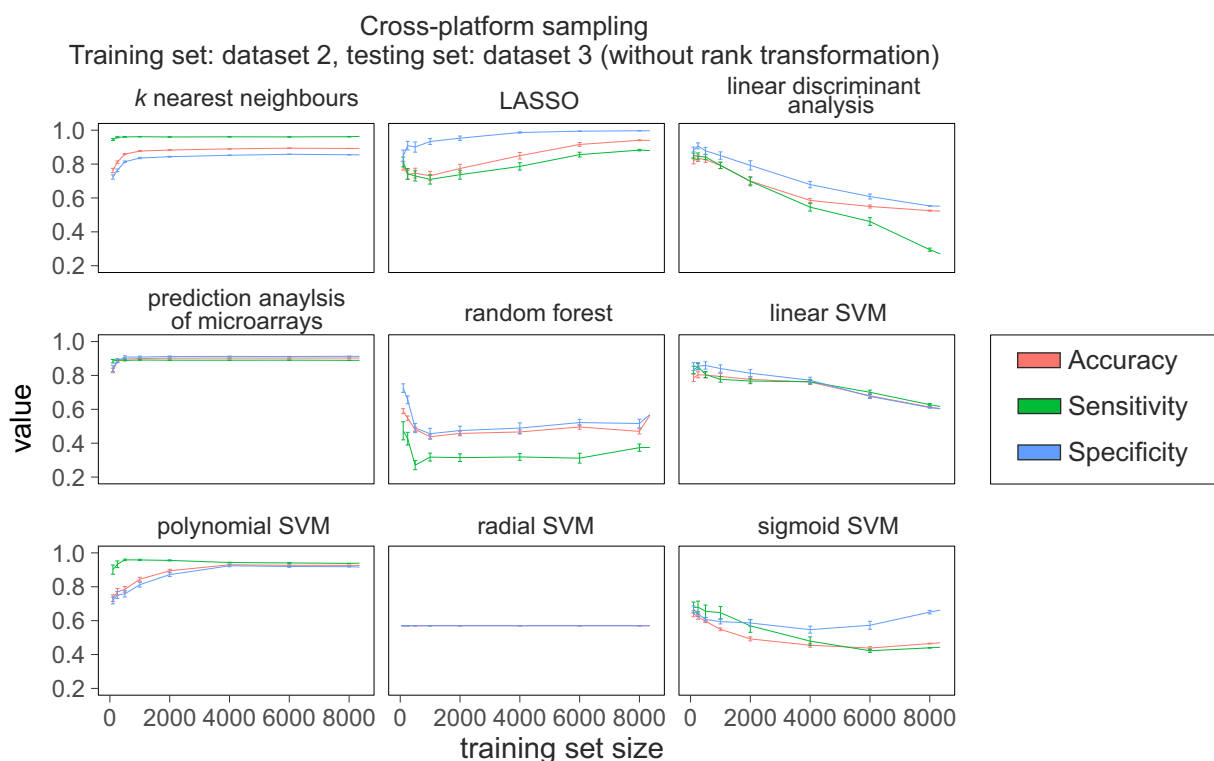 Cross-platform sampling
Training set: dataset 2, testing set: dataset 3 (without rank transformation)
k nearest neighbours
LASSO
linear discriminant
analysis
1.0
0.8
0.6
0.4
0.2
prediction anaylsis
of microarrays
random forest
linear SVM
1.0
0.8
0.6
0.4
0.2
value
Accuracy
Sensitivity
Specificity
polynomial SVM
radial SVM
sigmoid SVM
1.0
0.8
0.6
0.4
0.2
0 2000 4000 6000 8000
0 2000 4000 6000 8000
0 2000 4000 6000 8000
training set size